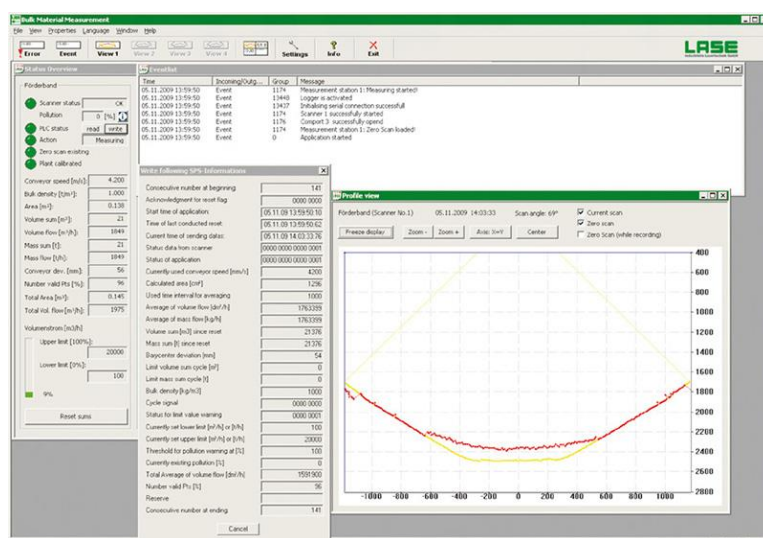 Bulk Material Measurement
File View Properties Language Window Help
Error Event View 1 View 2 View 3 View 4 Settings Info Exit
LASE
Status Overview
Förderband
Scanner status OK
Pollution 0 [%]
PLC status read write
Action Measuring
Zero scan existing
Plant calibrated
Conveyor speed [m/s]: 4.200
Bulk density [t/m³]: 1.000
Area [m²]: 0.138
Volume sum [m³]: 21
Volume flow [m³/h]: 1849
Mass sum [t]: 21
Mass flow [t/h]: 1849
Conveyor dev. [mm]: 56
Number valid Pts [%]: 96
Total Area [m²]: 0.145
Total Vol. flow [m³/h]: 1975
Volumenstrom [m3/h]
Upper limit [100%]:
20000
Lower limit [0%]:
100
9%
Reset sums
Eventlist
Time Incoming/Outg... Group Message
05.11.2009 13:59:50 Event 1174 Measurement station 1: Measuring started!
05.11.2009 13:59:50 Event 13448 Logger is activated
05.11.2009 13:59:50 Event 13437 Initialising serial connection successfull
05.11.2009 13:59:50 Event 1174 Scanner 1 successfully started
05.11.2009 13:59:50 Event 1176 Comport 3 successfully opend
05.11.2009 13:59:50 Event 1174 Measurement station 1: Zero Scan loaded!
05.11.2009 13:59:50 Event 0 Application started
Write following SPS-Informations
Consecutive number at beginning 141
Acknowledgment for reset flag 0000 0000
Start time of application: 05.11.09 13:59:50.10
Time of last conducted reset: 05.11.09 13:59:50.62
Current time of sending datas: 05.11.09 14:03:33.76
Status data from scanner 0000 0000 0000 0001
Status of application 0000 0000 0000 0001
Currently used conveyor speed [mm/s] 4200
Calculated area [cm²] 1296
Used time interval for averaging 1000
Average of volume flow [dm³/h] 1763399
Average of mass flow [kg/h] 1763399
Volume sum [m3] since reset 21376
Mass sum [t] since reset 21376
Baycenter deviation [mm] 54
Limit volume sum cycle [m³] 0
Limit mass sum cycle [t] 0
Bulk density [kg/m3] 1000
Cycle signal 0000 0000
Status for limit value warning 0000 0001
Currently set lower limit [m³/h] or [t/h] 100
Currently set upper limit [m³/h] or [t/h] 20000
Threshold for pollution warning at [%] 100
Currently existing pollution [%] 0
Total Average of volume flow [dm³/h] 1591900
Number valid Pts [%] 96
Reserve
Consecutive number at ending 141
Cancel
Profile view
Förderband (Scanner No.1) 05.11.2009 14:03:33 Scan angle: 69°
Current scan
Zero scan
Zero Scan (while recording)
Freeze display Zoom - Zoom + Axes X=Y Center
400
600
800
1000
1200
1400
1600
1800
2000
2200
2400
2600
2800
-1000 -800 -600 -400 -200 0 200 400 600 800 1000